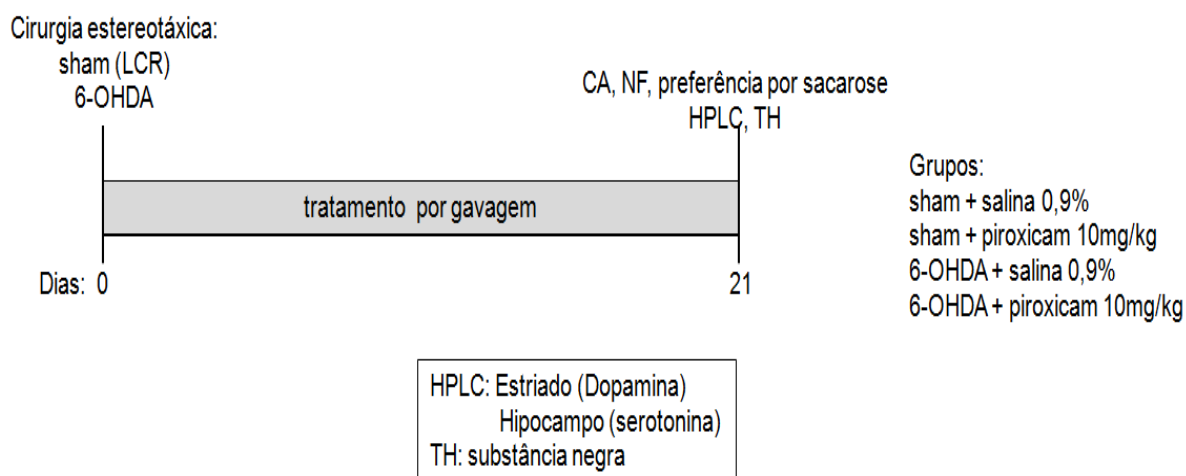 Cirurgia estereotáxica:
sham (LCR)
6-OHDA
CA, NF, preferência por sacarose
HPLC, TH
tratamento por gavagem
Dias: 0
21
Grupos:
sham + salina 0,9%
sham + piroxicam 10mg/kg
6-OHDA + salina 0,9%
6-OHDA + piroxicam 10mg/kg
HPLC: Estriado (Dopamina)
Hipocampo (serotonina)
TH: substância negra